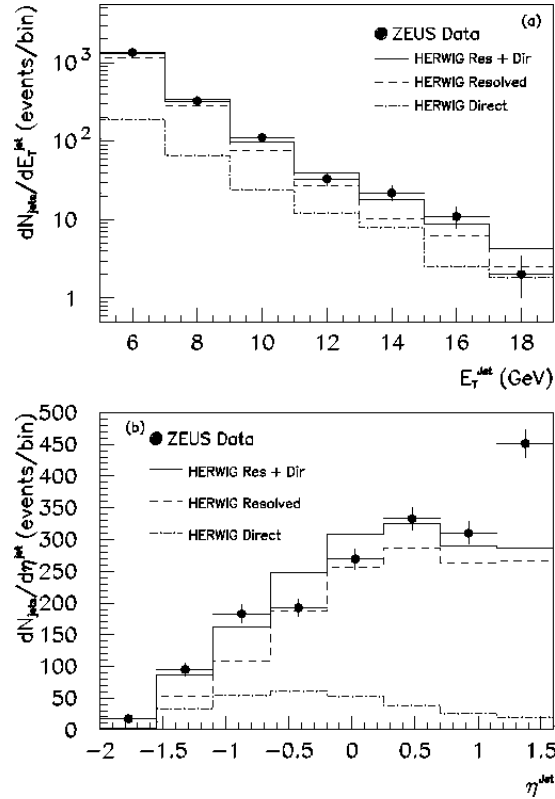 (a)
ZEUS Data
HERWIG Res + Dir
HERWIG Resolved
HERWIG Direct
dN_jets/dE_T^jet (events/bin)
10^3
10^2
10
1
6 8 10 12 14 16 18
E_T^Jet (GeV)
(b)
ZEUS Data
HERWIG Res + Dir
HERWIG Resolved
HERWIG Direct
dN_jets/dη^jet (events/bin)
500
450
400
350
300
250
200
150
100
50
0
−2 −1.5 −1 −0.5 0 0.5 1 1.5
η^Jet